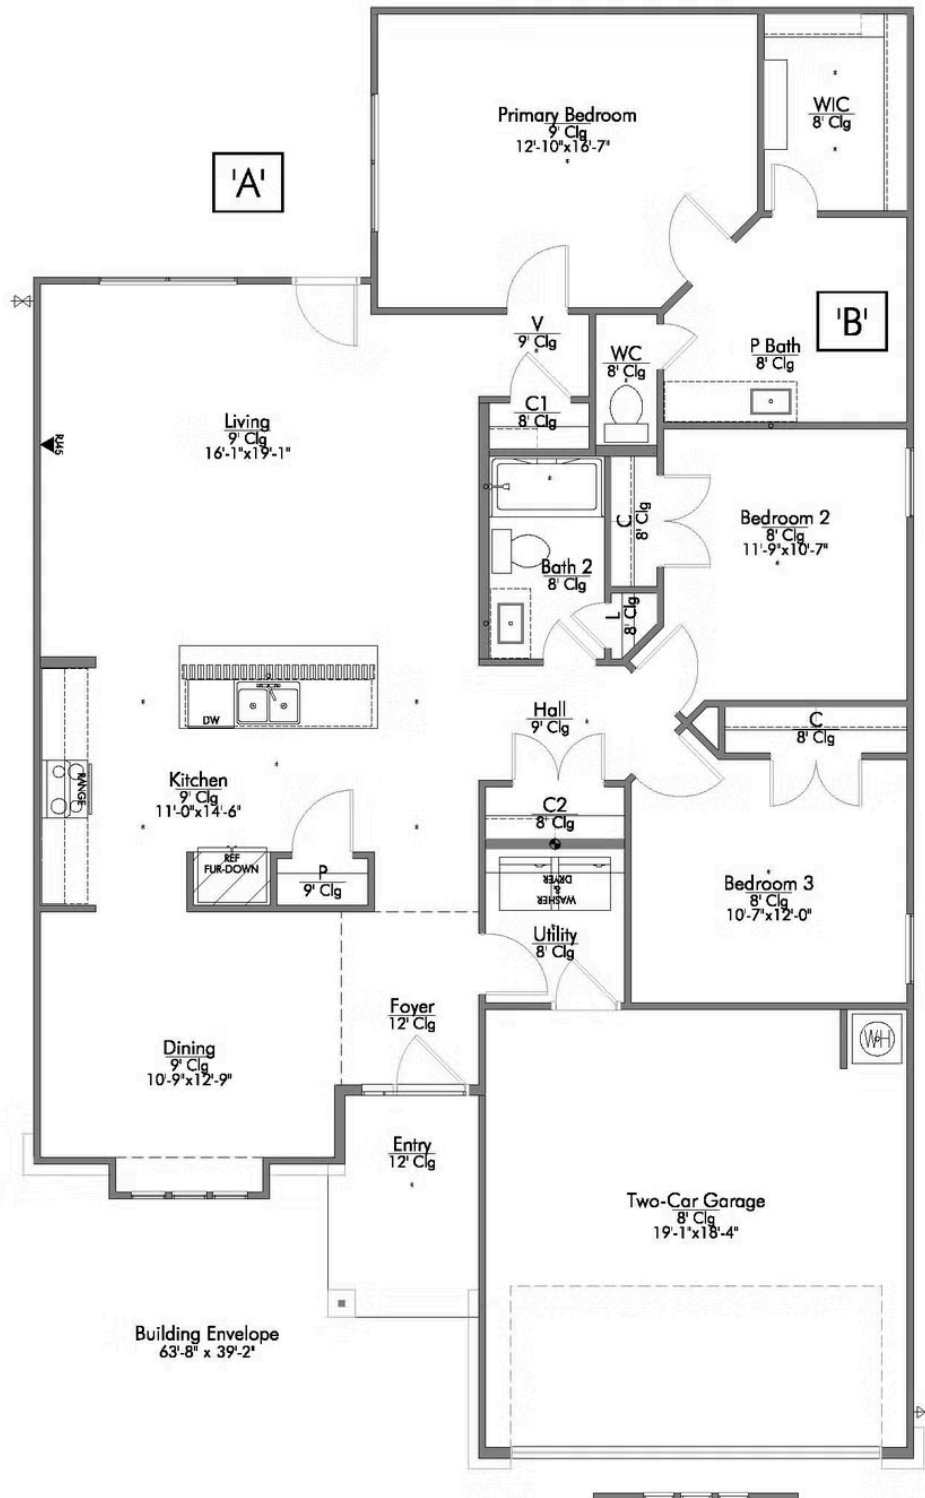 Primary Bedroom
9' Clg
12'-10"x16'-7"
WIC
8' Clg
'A'
'B'
V
9' Clg
WC
8' Clg
P Bath
8' Clg
C1
8' Clg
Living
9' Clg
16'-1"x19'-1"
RJ45
C
8' Clg
Bedroom 2
8' Clg
11'-9"x10'-7"
Bath 2
8' Clg
L
8' Clg
DW
Hall
9' Clg
C
8' Clg
Kitchen
9' Clg
11'-0"x14'-6"
RANGE
C2
8' Clg
REF
FUR-DOWN
P
9' Clg
WASHER
&
DRYER
Bedroom 3
8' Clg
10'-7"x12'-0"
Utility
8' Clg
Foyer
12' Clg
WH
Dining
9' Clg
10'-9"x12'-9"
Entry
12' Clg
Two-Car Garage
8' Clg
19'-1"x18'-4"
Building Envelope
63'-8" x 39'-2"